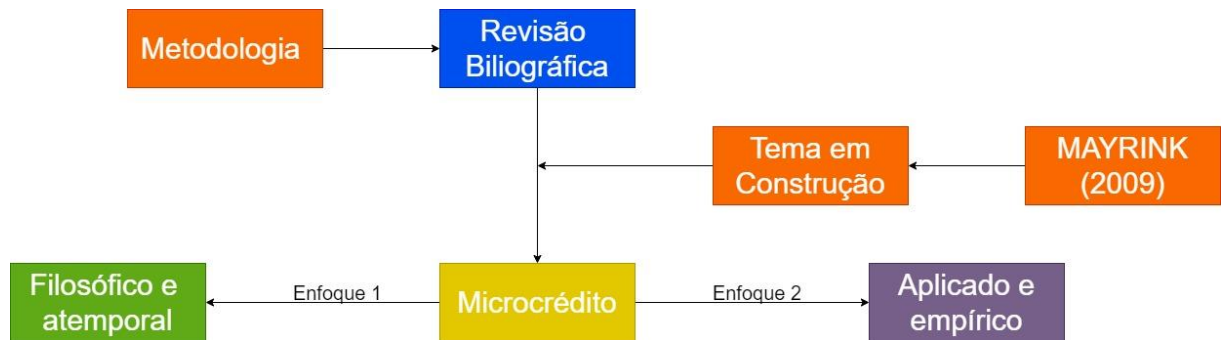 Metodologia
Revisão
Biliográfica
Tema em
Construção
MAYRINK
(2009)
Filosófico e
atemporal
Enfoque 1
Microcrédito
Enfoque 2
Aplicado e
empírico